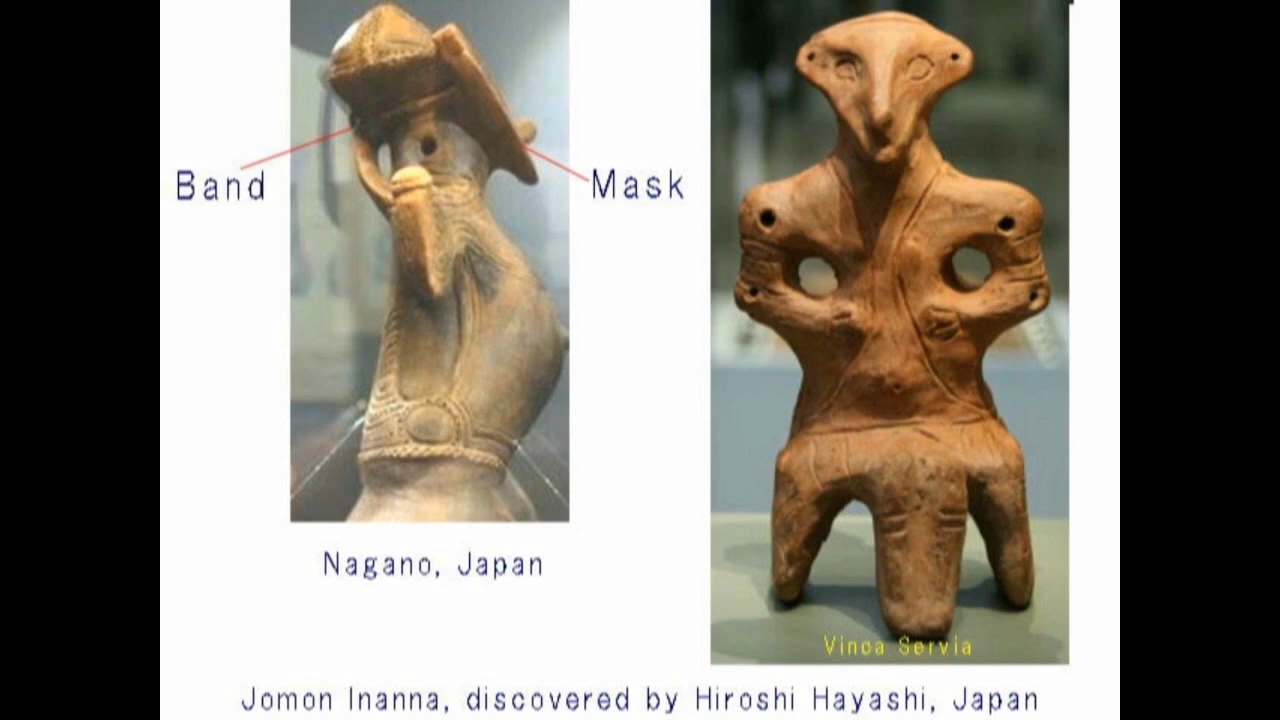 Band
Mask
Nagano, Japan
Vinca Servia
Jomon Inanna, discovered by Hiroshi Hayashi, Japan